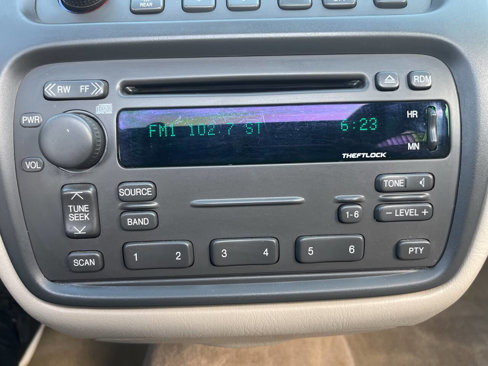 REAR
RW FF
RDM
PWR
FM1 102.7 ST 6:23
HR
MN
THEFTLOCK
VOL
TUNE
SEEK
SOURCE
BAND
TONE
1-6
- LEVEL +
SCAN
1 2
3 4
5 6
PTY